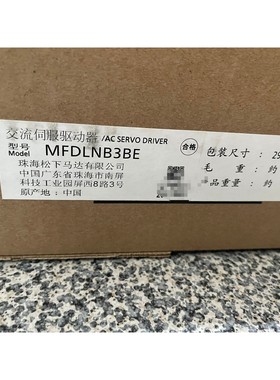 交流伺服驱动器/AC SERVO DRIVER
型号 Model MFDLNB3BE
合格
珠海松下马达有限公司
中国广东省珠海市南屏
科技工业园屏西8路3号
原产地：中国
包装尺寸：29
毛 重：约
品重量：约